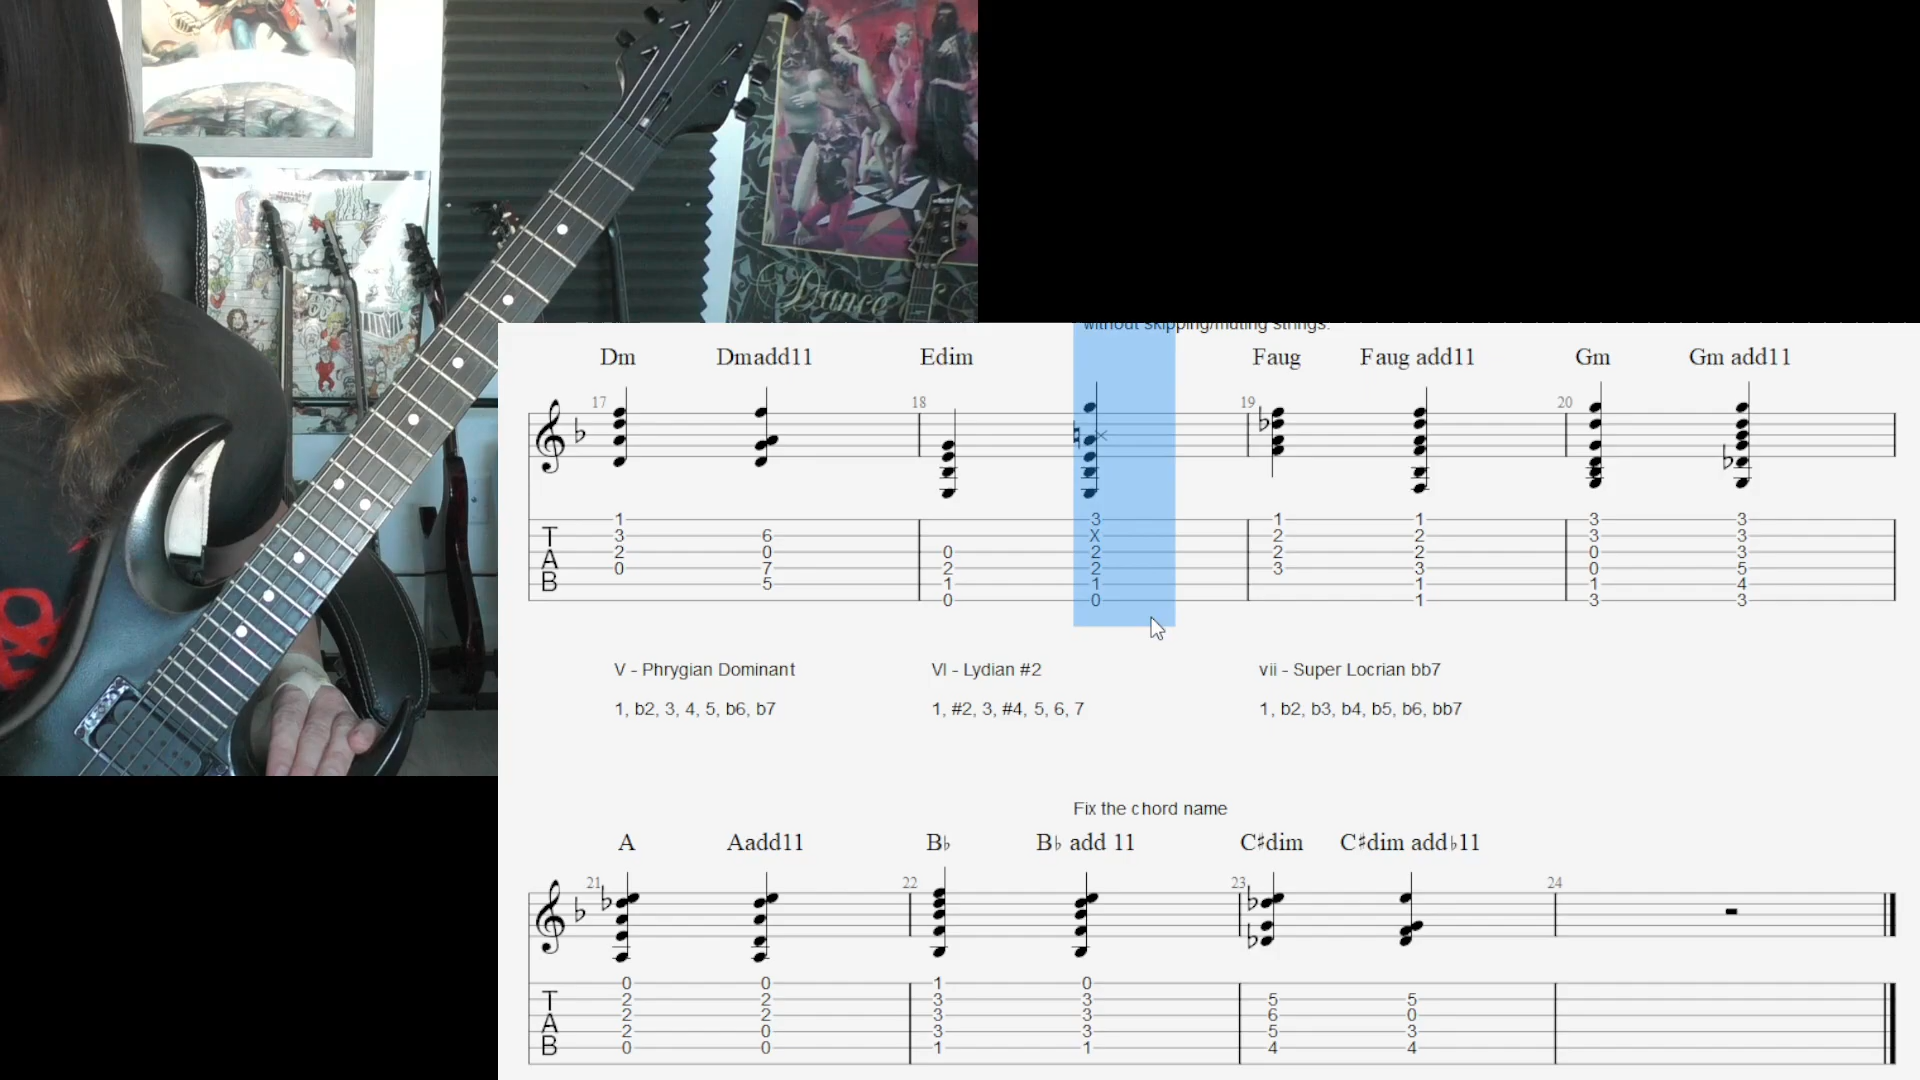 Dance
without skipping/muting strings.
Dm Dmadd11 Edim Faug Faug add11 Gm Gm add11
17 18 19 20
T
A
B
1 3 1 1 3 3
3 6 X 2 2 3 3
2 0 0 2 2 2 0 3
0 7 2 2 3 3 0 5
5 1 1 1 1 4
0 0 1 3 3
V - Phrygian Dominant VI - Lydian #2 vii - Super Locrian bb7
1, b2, 3, 4, 5, b6, b7 1, #2, 3, #4, 5, 6, 7 1, b2, b3, b4, b5, b6, bb7
Fix the chord name
A Aadd11 B♭ B♭ add 11 C♯dim C♯dim add♭11
21 22 23 24
T
A
B
0 0 1 0
2 2 3 3 5 5
2 2 3 3 6 0
2 0 3 3 5 3
0 0 1 1 4 4